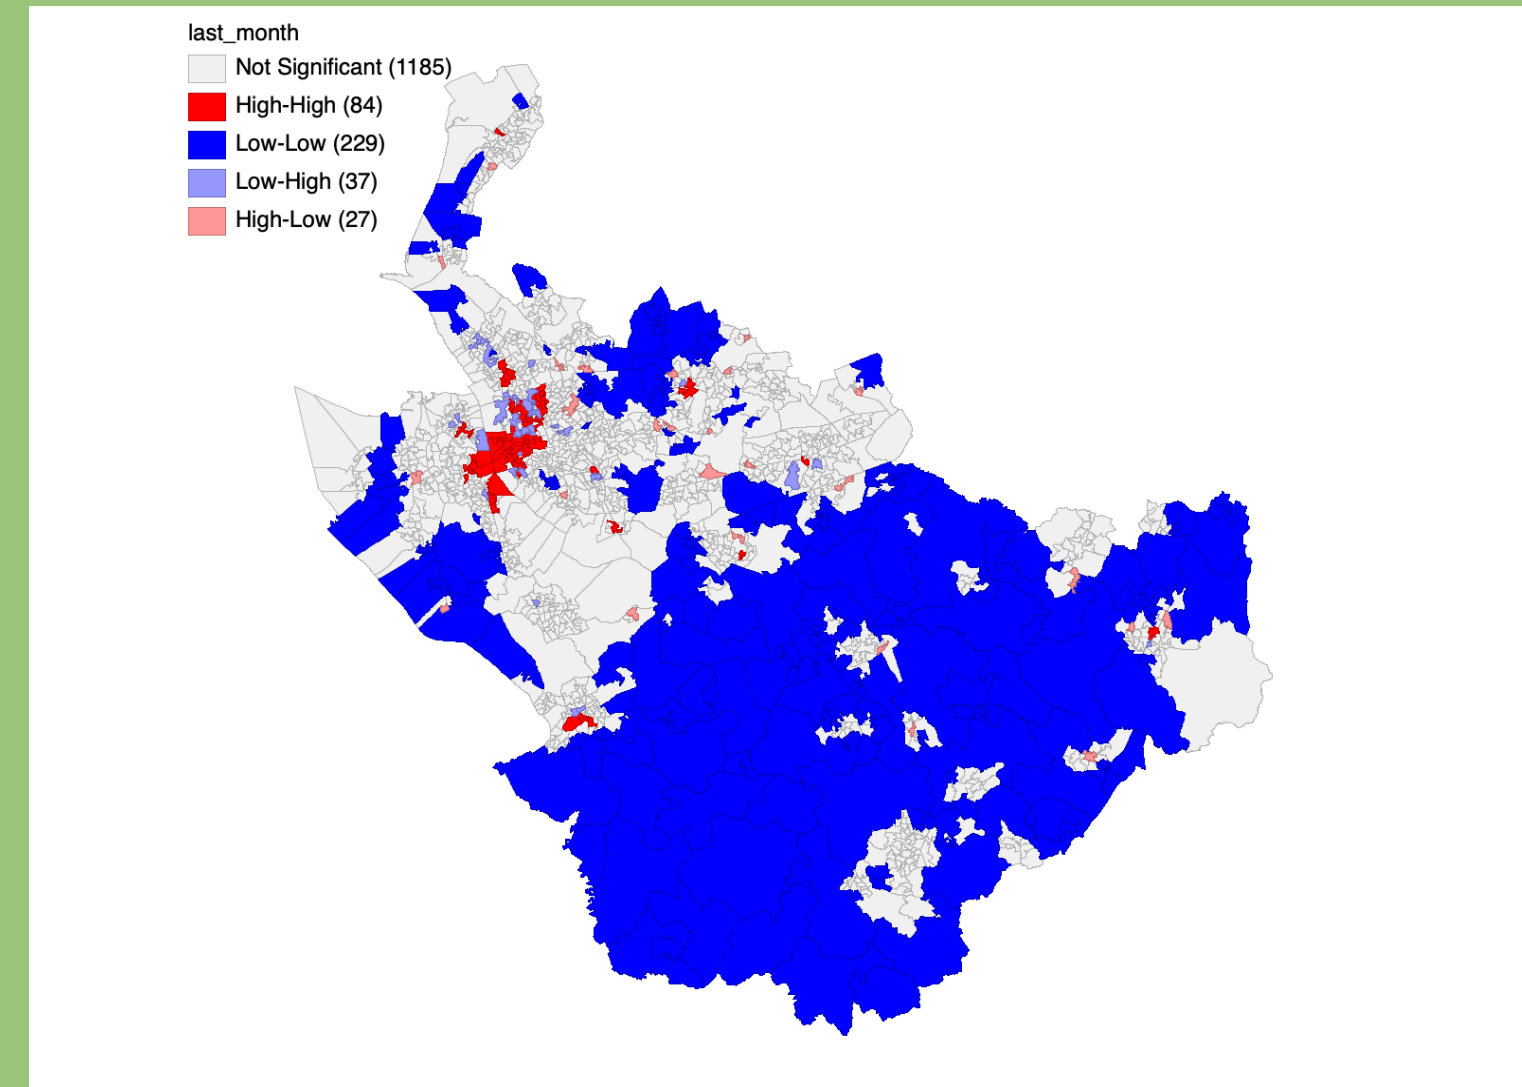 last_month
Not Significant (1185)
High-High (84)
Low-Low (229)
Low-High (37)
High-Low (27)